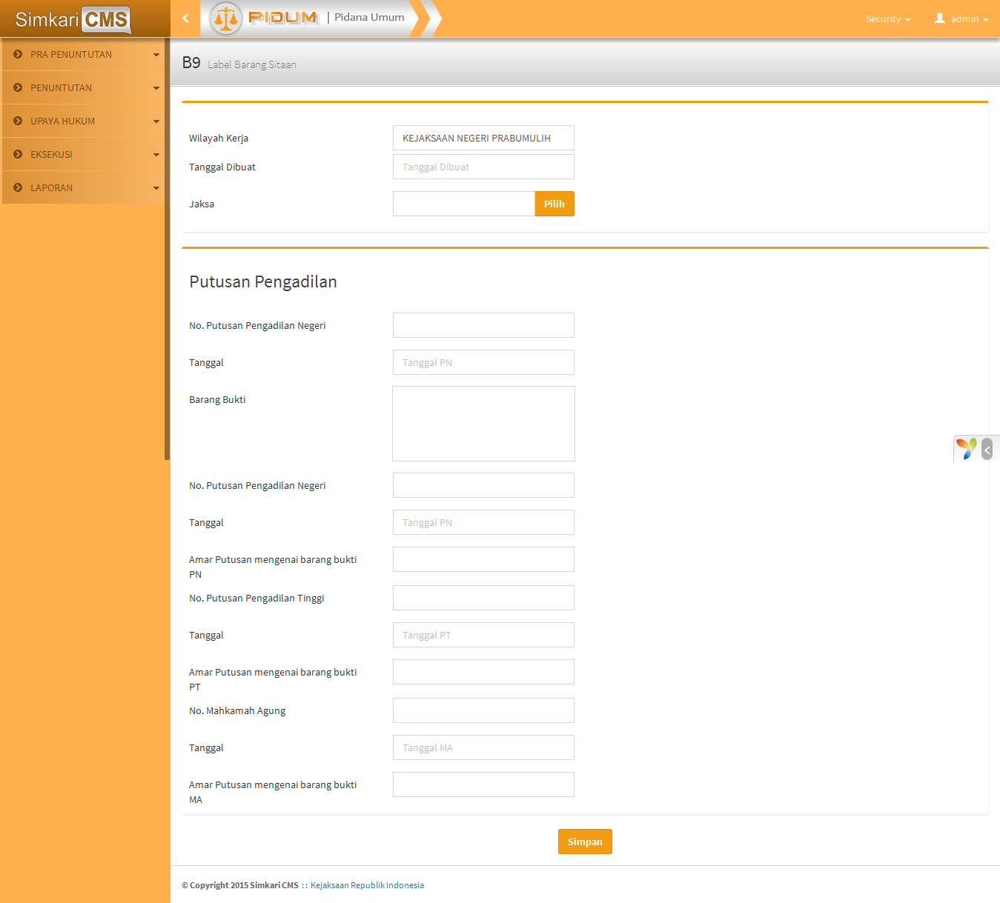 Simkari CMS
PIDUM | Pidana Umum
Security
admin
PRA PENUNTUTAN
PENUNTUTAN
UPAYA HUKUM
EKSEKUSI
LAPORAN
B9 Label Barang Sitaan
Wilayah Kerja KEJAKSAAN NEGERI PRABUMULIH
Tanggal Dibuat Tanggal Dibuat
Jaksa Pilih
Putusan Pengadilan
No. Putusan Pengadilan Negeri
Tanggal Tanggal PN
Barang Bukti
No. Putusan Pengadilan Negeri
Tanggal Tanggal PN
Amar Putusan mengenai barang bukti
PN
No. Putusan Pengadilan Tinggi
Tanggal Tanggal PT
Amar Putusan mengenai barang bukti
PT
No. Mahkamah Agung
Tanggal Tanggal MA
Amar Putusan mengenai barang bukti
MA
Simpan
© Copyright 2015 Simkari CMS :: Kejaksaan Republik Indonesia